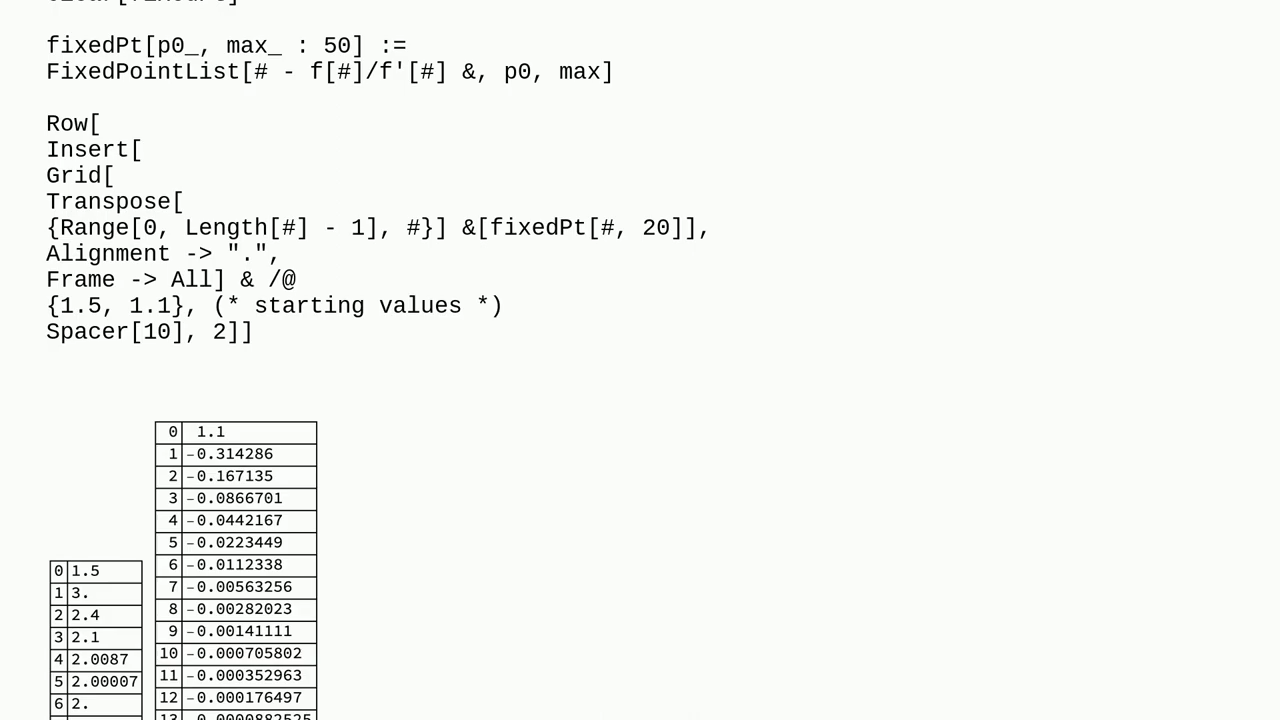 fixedPt[p0_, max_ : 50] :=
FixedPointList[# - f[#]/f'[#] &, p0, max]
Row[
Insert[
Grid[
Transpose[
{Range[0, Length[#] - 1], #}] &[fixedPt[#, 20]],
Alignment -> ".",
Frame -> All] & /@
{1.5, 1.1}, (* starting values *)
Spacer[10], 2]]
0 1.5
1 3.
2 2.4
3 2.1
4 2.0087
5 2.00007
6 2.
0 1.1
1 -0.314286
2 -0.167135
3 -0.0866701
4 -0.0442167
5 -0.0223449
6 -0.0112338
7 -0.00563256
8 -0.00282023
9 -0.00141111
10 -0.000705802
11 -0.000352963
12 -0.000176497
13 -0.0000882525